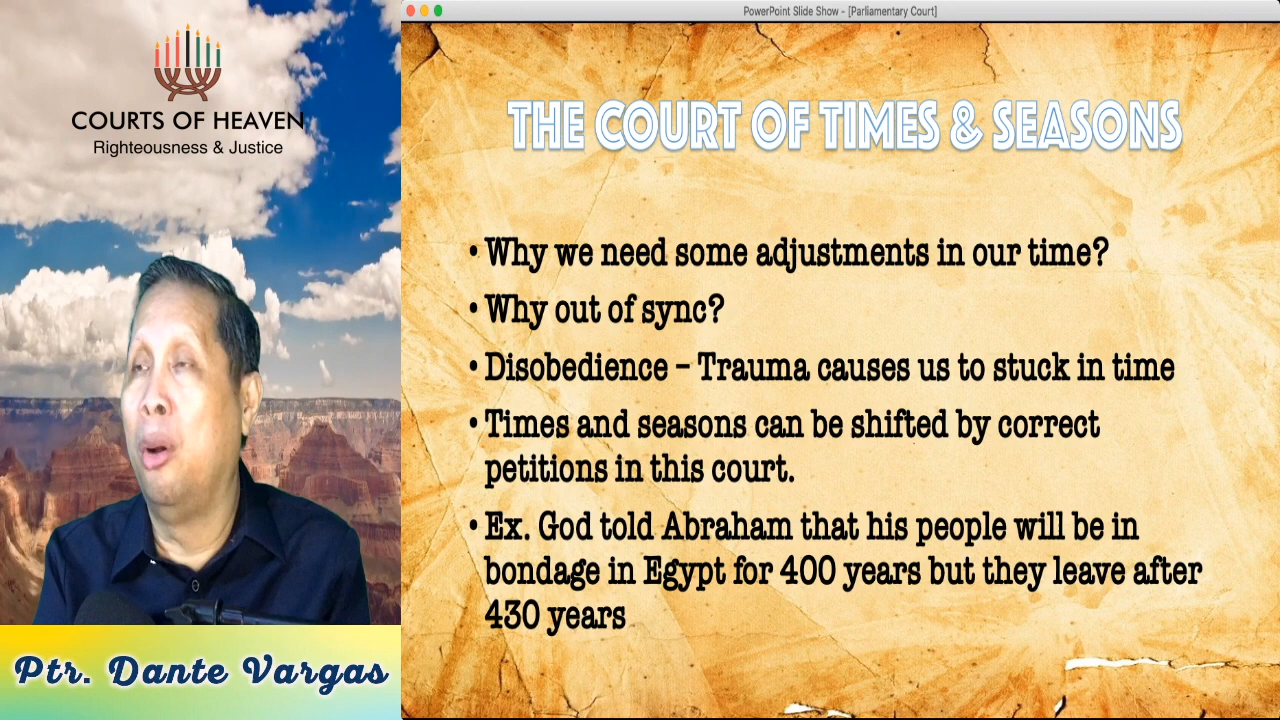 PowerPoint Slide Show - [Parliamentary Court]
COURTS OF HEAVEN
Righteousness & Justice
THE COURT OF TIMES & SEASONS
• Why we need some adjustments in our time?
• Why out of sync?
• Disobedience – Trauma causes us to stuck in time
• Times and seasons can be shifted by correct
petitions in this court.
• Ex. God told Abraham that his people will be in
bondage in Egypt for 400 years but they leave after
430 years
Ptr. Dante Vargas